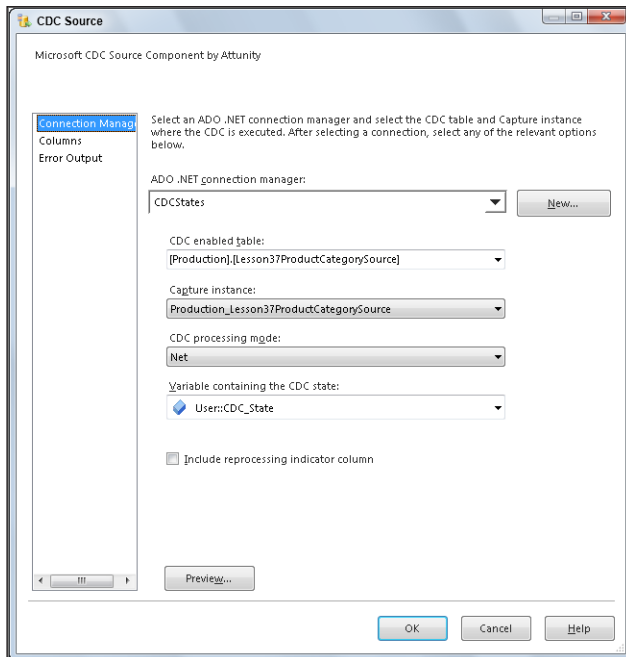 CDC Source
Microsoft CDC Source Component by Attunity
Connection Manag
Columns
Error Output
Select an ADO .NET connection manager and select the CDC table and Capture instance
where the CDC is executed. After selecting a connection, select any of the relevant options
below.
ADO .NET connection manager:
CDCStates
New...
CDC enabled table:
[Production].[Lesson37ProductCategorySource]
Capture instance:
Production_Lesson37ProductCategorySource
CDC processing mode:
Net
Variable containing the CDC state:
User::CDC_State
Include reprocessing indicator column
Preview...
OK
Cancel
Help